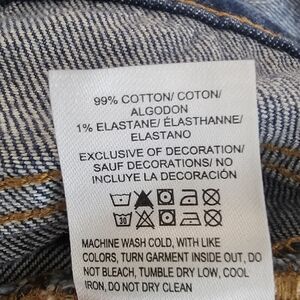 99% COTTON/ COTON/
ALGODON
1% ELASTANE/ ÉLASTHANNE/
ELASTANO
EXCLUSIVE OF DECORATION/
SAUF DECORATIONS/ NO
INCLUYE LA DECORACIÓN
30
MACHINE WASH COLD, WITH LIKE
COLORS, TURN GARMENT INSIDE OUT, DO
NOT BLEACH, TUMBLE DRY LOW, COOL
IRON, DO NOT DRY CLEAN